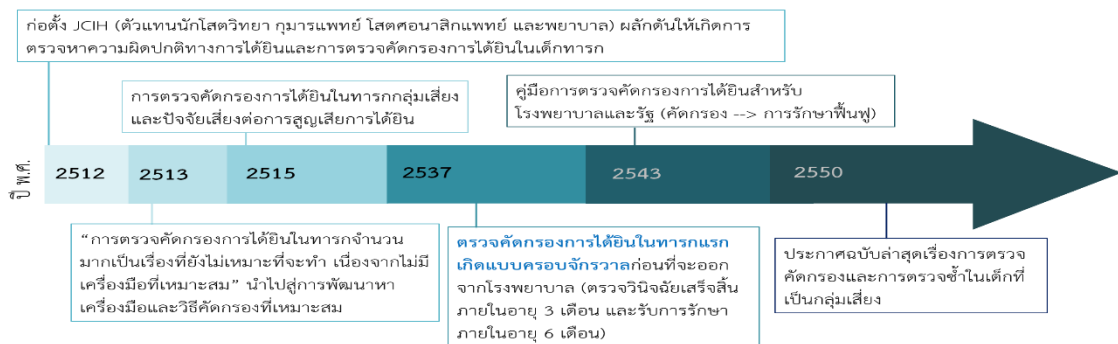 ก่อตั้ง JCIH (ตัวแทนนักโสตวิทยา กุมารแพทย์ โสตศอนาสิกแพทย์ และพยาบาล) ผลักดันให้เกิดการ
ตรวจหาความผิดปกติทางการได้ยินและการตรวจคัดกรองการได้ยินในเด็กทารก
การตรวจคัดกรองการได้ยินในทารกกลุ่มเสี่ยง
และปัจจัยเสี่ยงต่อการสูญเสียการได้ยิน
คู่มือการตรวจคัดกรองการได้ยินสำหรับ
โรงพยาบาลและรัฐ (คัดกรอง --> การรักษาฟื้นฟู)
ปี พ.ศ.
2512
2513
2515
2537
2543
2550
“การตรวจคัดกรองการได้ยินในทารกจำนวน
มากเป็นเรื่องที่ยังไม่เหมาะที่จะทำ เนื่องจากไม่มี
เครื่องมือที่เหมาะสม” นำไปสู่การพัฒนาหา
เครื่องมือและวิธีคัดกรองที่เหมาะสม
ตรวจคัดกรองการได้ยินในทารกแรก
เกิดแบบครอบจักรวาลก่อนที่จะออก
จากโรงพยาบาล (ตรวจวินิจฉัยเสร็จสิ้น
ภายในอายุ 3 เดือน และรับการรักษา
ภายในอายุ 6 เดือน)
ประกาศฉบับล่าสุดเรื่องการตรวจ
คัดกรองและการตรวจซ้ำในเด็กที่
เป็นกลุ่มเสี่ยง